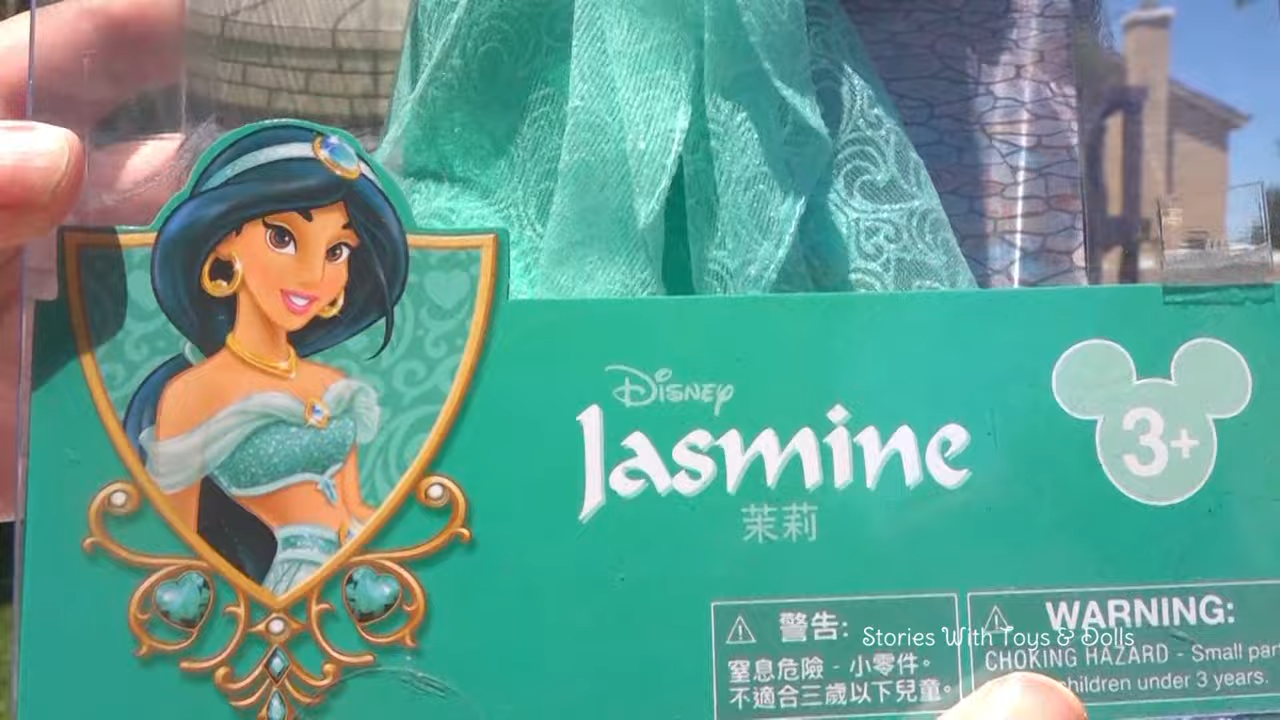 Disney
Jasmine
茉莉
3+
警告:
窒息危險 - 小零件。
不適合三歲以下兒童。
WARNING:
CHOKING HAZARD - Small par
children under 3 years.
Stories With Toys & Dolls